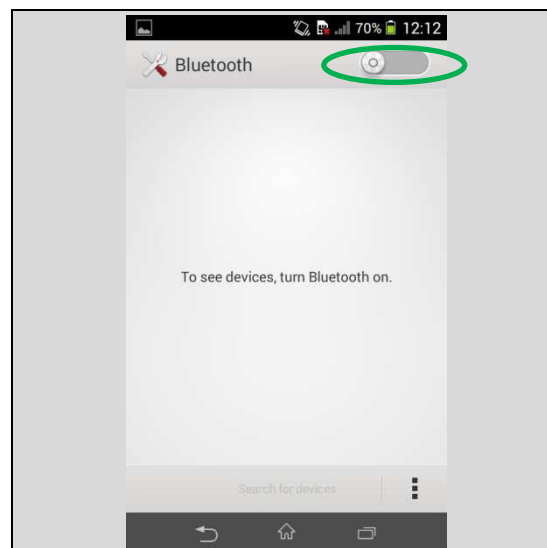 70% 12:12
Bluetooth
To see devices, turn Bluetooth on.
Search for devices